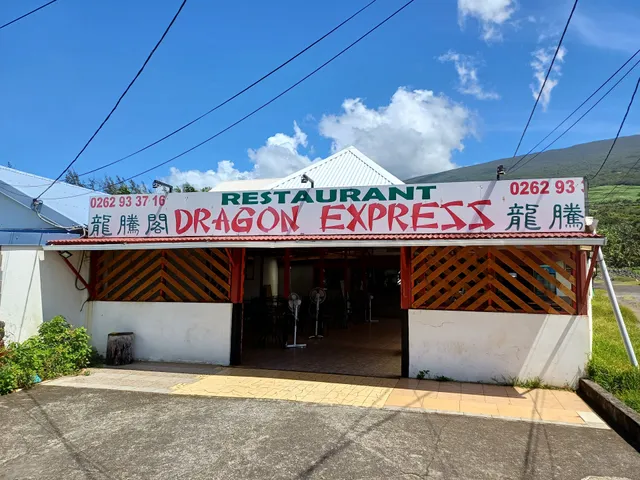 RESTAURANT
0262 93 37 16
0262 93
龍騰閣
DRAGON EXPRESS
龍騰